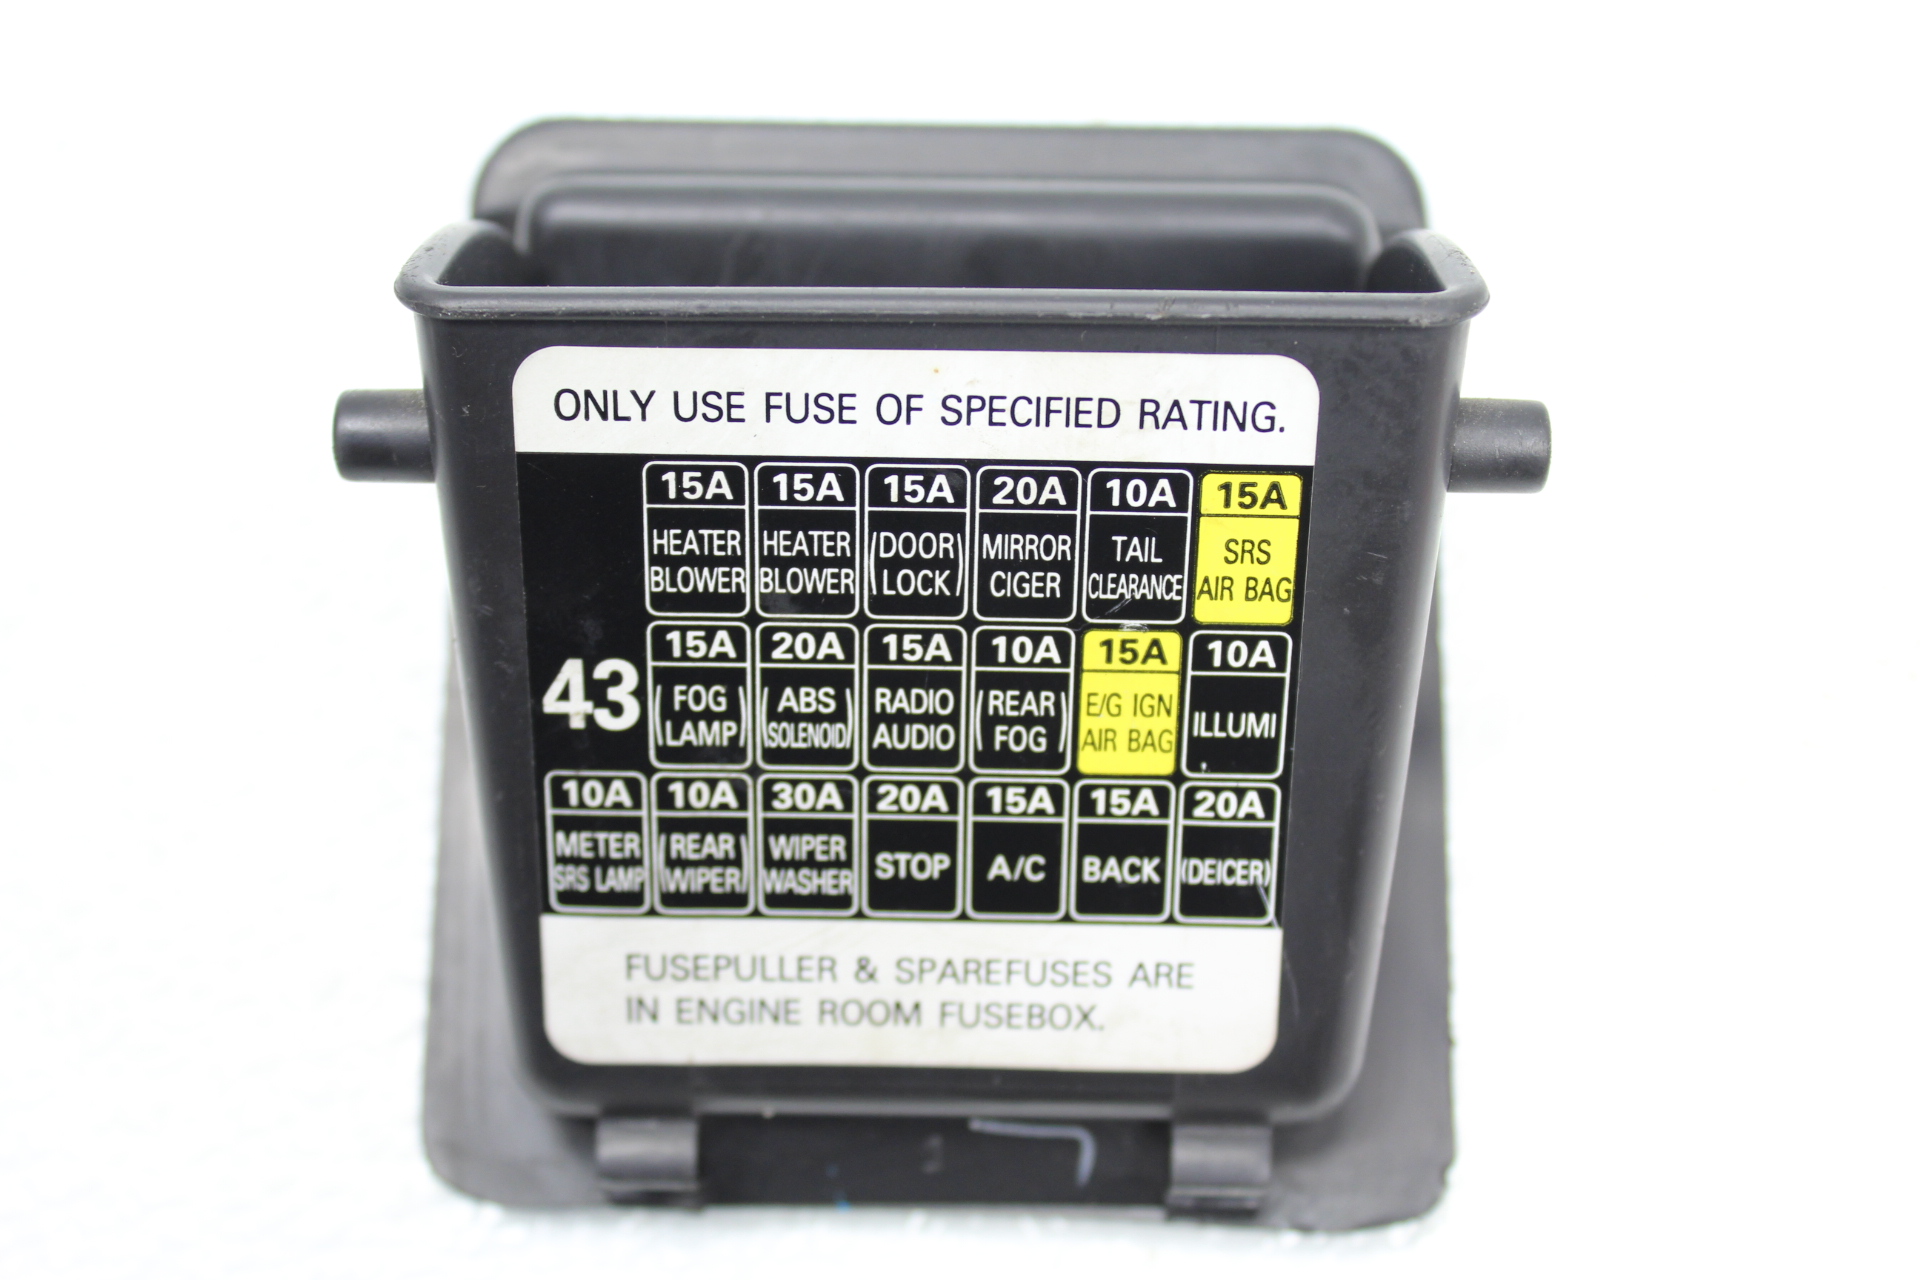 ONLY USE FUSE OF SPECIFIED RATING.
15A 15A 15A 20A 10A 15A
HEATER HEATER (DOOR MIRROR TAIL SRS
BLOWER BLOWER LOCK) CIGER CLEARANCE AIR BAG
43
15A 20A 15A 10A 15A 10A
(FOG (ABS RADIO (REAR E/G IGN ILLUMI
LAMP) SOLENOID) AUDIO FOG) AIR BAG
10A 10A 30A 20A 15A 15A 20A
METER (REAR WIPER STOP A/C BACK (DEICER)
SRS LAMP WIPER) WASHER
FUSEPULLER & SPAREFUSES ARE
IN ENGINE ROOM FUSEBOX.